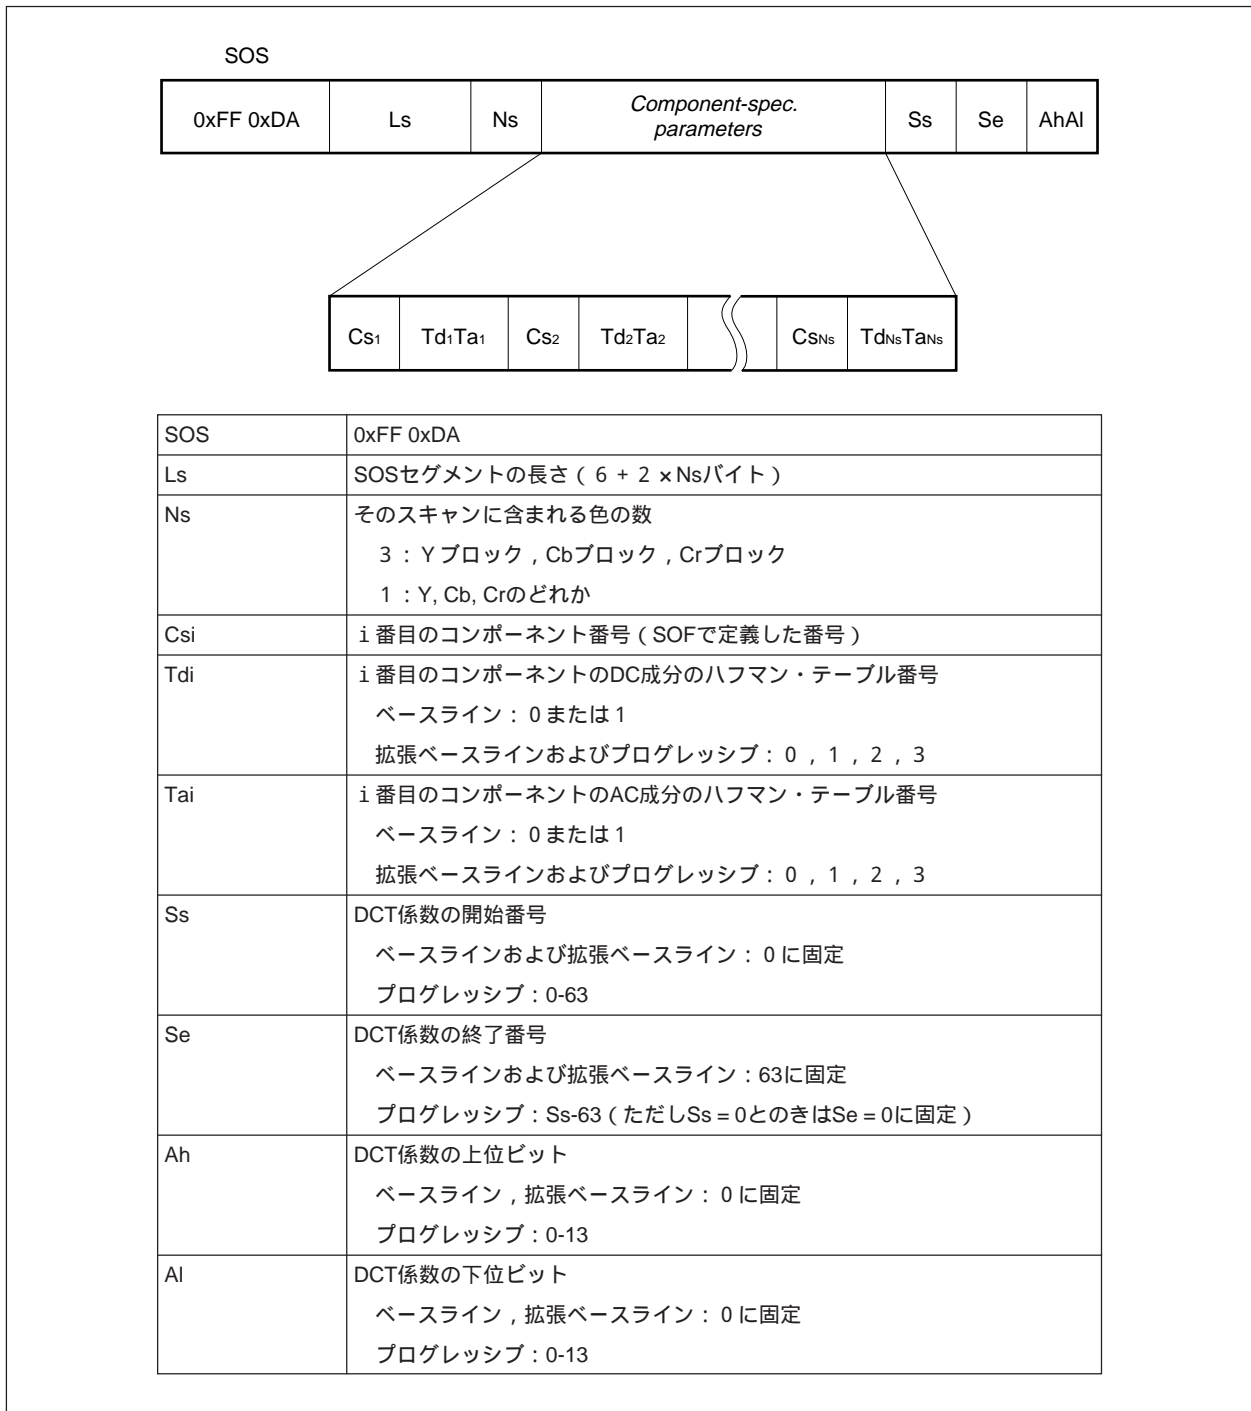 SOS
0xFF 0xDA Ls Ns Component-spec. parameters Ss Se AhAl
Cs1 Td1Ta1 Cs2 Td2Ta2 CsNs TdNsTaNs
SOS 0xFF 0xDA
Ls SOSセグメントの長さ(6+2×Nsバイト)
Ns そのスキャンに含まれる色の数
3:Yブロック,Cbブロック,Crブロック
1:Y, Cb, Crのどれか
Csi i番目のコンポーネント番号(SOFで定義した番号)
Tdi i番目のコンポーネントのDC成分のハフマン・テーブル番号
ベースライン:0または1
拡張ベースラインおよびプログレッシブ:0,1,2,3
Tai i番目のコンポーネントのAC成分のハフマン・テーブル番号
ベースライン:0または1
拡張ベースラインおよびプログレッシブ:0,1,2,3
Ss DCT係数の開始番号
ベースラインおよび拡張ベースライン:0に固定
プログレッシブ:0-63
Se DCT係数の終了番号
ベースラインおよび拡張ベースライン:63に固定
プログレッシブ:Ss-63(ただしSs=0とのきはSe=0に固定)
Ah DCT係数の上位ビット
ベースライン,拡張ベースライン:0に固定
プログレッシブ:0-13
Al DCT係数の下位ビット
ベースライン,拡張ベースライン:0に固定
プログレッシブ:0-13